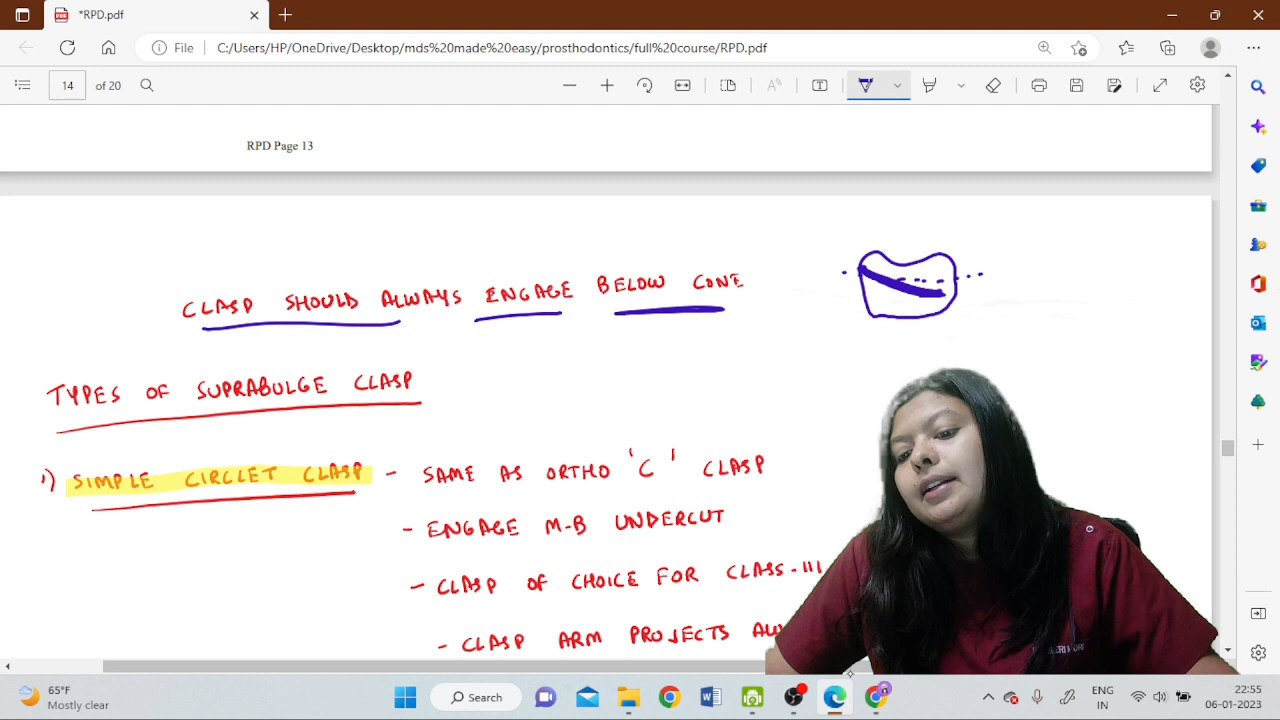 *RPD.pdf
File C:/Users/HP/OneDrive/Desktop/mds%20made%20easy/prosthodontics/full%20course/RPD.pdf
14 of 20
RPD Page 13
CLASP SHOULD ALWAYS ENGAGE BELOW CONE
TYPES OF SUPRABULGE CLASP
1) SIMPLE CIRCLET CLASP - SAME AS ORTHO 'C' CLASP
- ENGAGE M-B UNDERCUT
- CLASP OF CHOICE FOR CLASS-III
- CLASP ARM PROJECTS
65°F
Mostly clear
Search
ENG
IN
22:55
06-01-2023